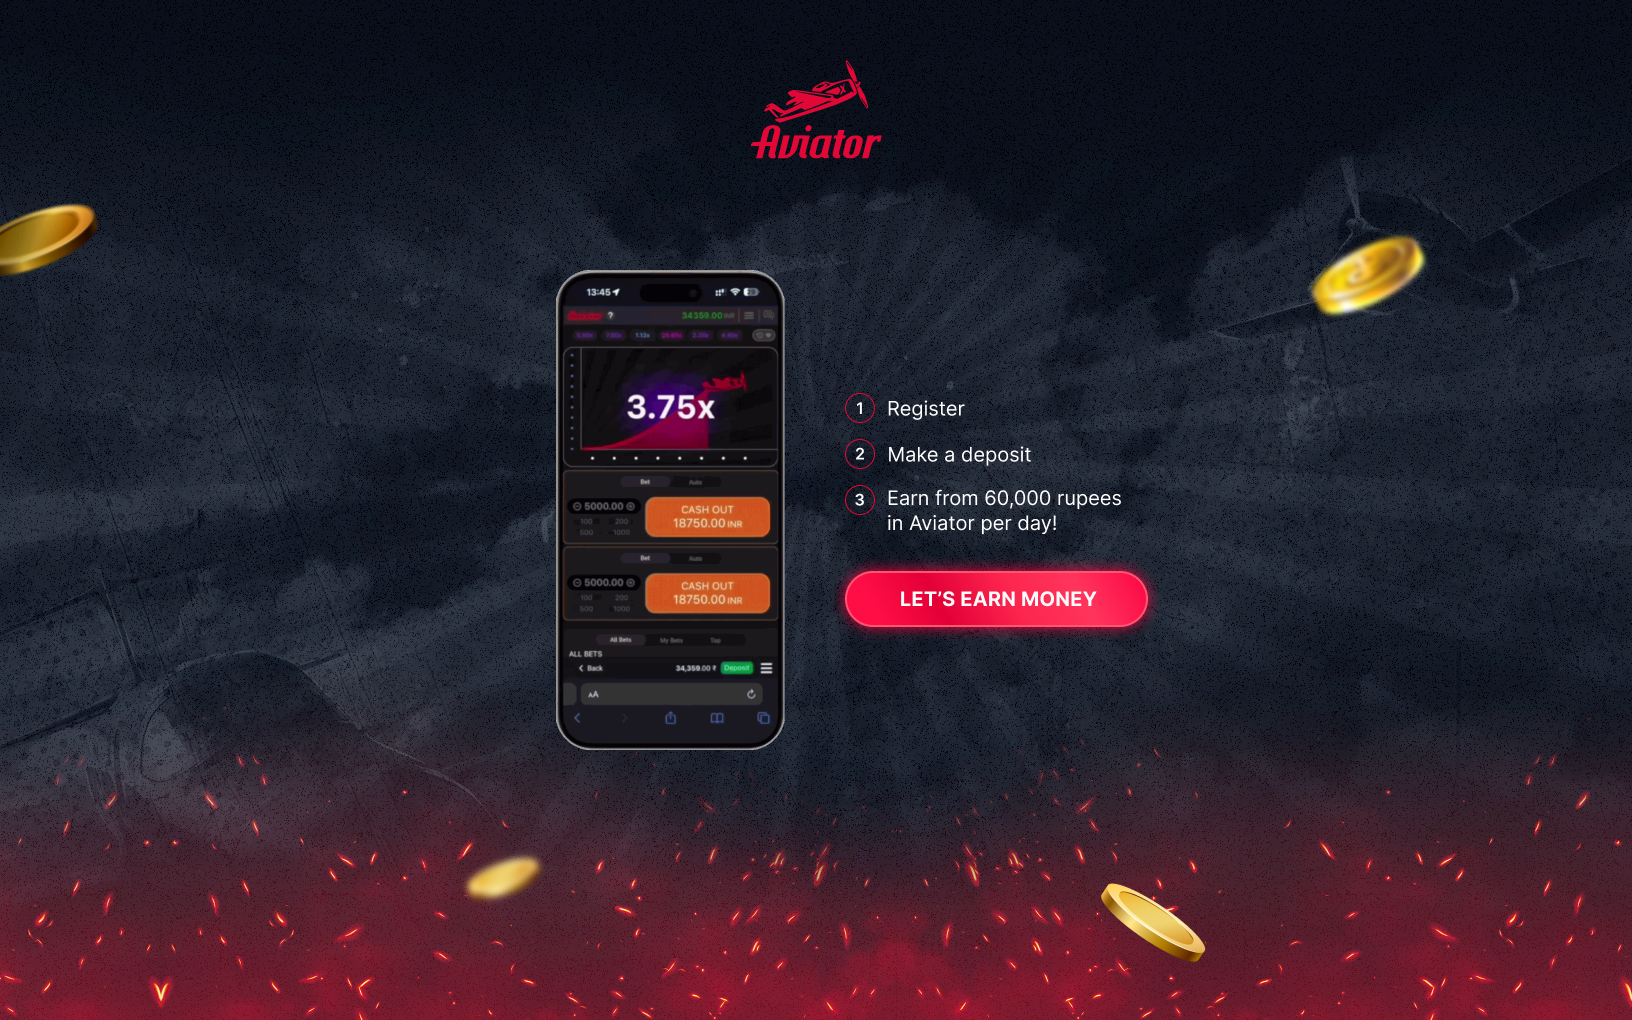 Aviator
13:45
Aviator ?
34359.00 INR
1.13x
3.75x
Bet Auto
5000.00
100 200
500 1000
CASH OUT
18750.00 INR
Bet Auto
5000.00
100 200
500 1000
CASH OUT
18750.00 INR
All Bets My Bets Top
ALL BETS
Back 34,359.00 ₹ Deposit
AA
1 Register
2 Make a deposit
3 Earn from 60,000 rupees
in Aviator per day!
LET'S EARN MONEY